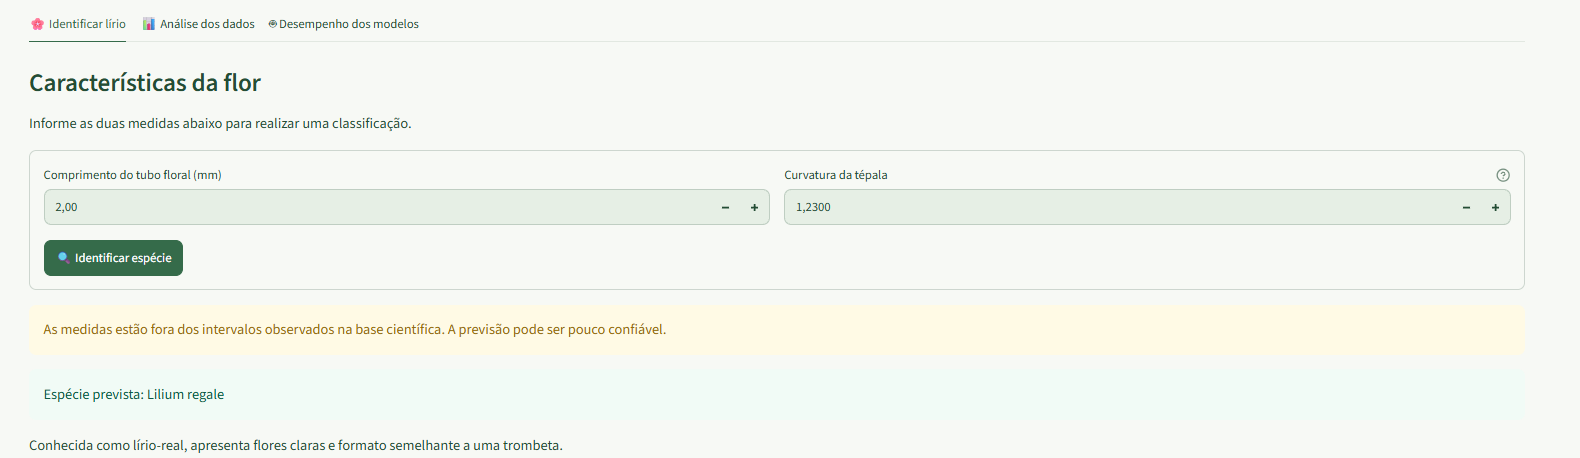 Identificar lírio Análise dos dados Desempenho dos modelos
Características da flor
Informe as duas medidas abaixo para realizar uma classificação.
Comprimento do tubo floral (mm) Curvatura da tépala ?
2,00 − + 1,2300 − +
Identificar espécie
As medidas estão fora dos intervalos observados na base científica. A previsão pode ser pouco confiável.
Espécie prevista: Lilium regale
Conhecida como lírio-real, apresenta flores claras e formato semelhante a uma trombeta.